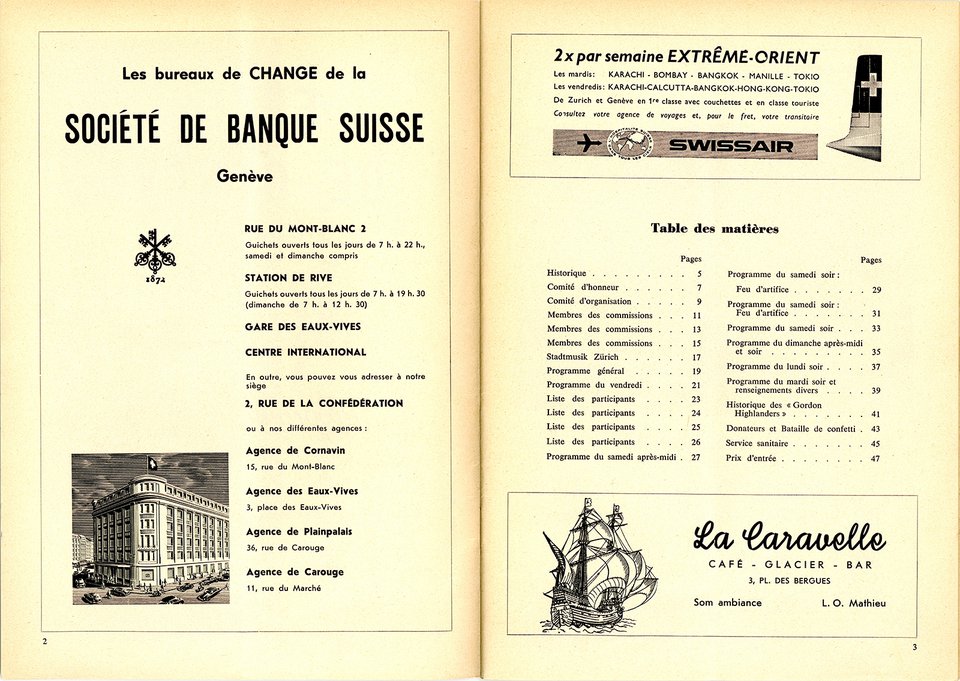 Les bureaux de CHANGE de la
SOCIÉTÉ DE BANQUE SUISSE
Genève
1872
RUE DU MONT-BLANC 2
Guichets ouverts tous les jours de 7 h. à 22 h.,
samedi et dimanche compris
STATION DE RIVE
Guichets ouverts tous les jours de 7 h. à 19 h. 30
(dimanche de 7 h. à 12 h. 30)
GARE DES EAUX-VIVES
CENTRE INTERNATIONAL
En outre, vous pouvez vous adresser à notre
siège
2, RUE DE LA CONFÉDÉRATION
ou à nos différentes agences :
Agence de Cornavin
15, rue du Mont-Blanc
Agence des Eaux-Vives
3, place des Eaux-Vives
Agence de Plainpalais
36, rue de Carouge
Agence de Carouge
11, rue du Marché
2
2 x par semaine EXTRÊME-ORIENT
Les mardis : KARACHI - BOMBAY - BANGKOK - MANILLE - TOKIO
Les vendredis : KARACHI-CALCUTTA-BANGKOK-HONG-KONG-TOKIO
De Zurich et Genève en 1re classe avec couchettes et en classe touriste
Consultez votre agence de voyages et, pour le fret, votre transitaire
SWISSAIR
Table des matières
Pages
Historique . . . . . . . . . 5
Comité d'honneur . . . . . . 7
Comité d'organisation . . . . 9
Membres des commissions . . . 11
Membres des commissions . . . 13
Membres des commissions . . . 15
Stadtmusik Zürich . . . . . 17
Programme général . . . . . 19
Programme du vendredi . . . . 21
Liste des participants . . . . 23
Liste des participants . . . . 24
Liste des participants . . . . 25
Liste des participants . . . . 26
Programme du samedi après-midi . 27
Pages
Programme du samedi soir :
Feu d'artifice . . . . . . . 29
Programme du samedi soir :
Feu d'artifice . . . . . . . 31
Programme du samedi soir . . . 33
Programme du dimanche après-midi
et soir . . . . . . . . . 35
Programme du lundi soir . . . . 37
Programme du mardi soir et
renseignements divers . . . . 39
Historique des « Gordon
Highlanders » . . . . . . . 41
Donateurs et Bataille de confetti . 43
Service sanitaire . . . . . . . 45
Prix d'entrée . . . . . . . . 47
La Caravelle
CAFÉ - GLACIER - BAR
3, PL. DES BERGUES
Som ambiance L. O. Mathieu
3